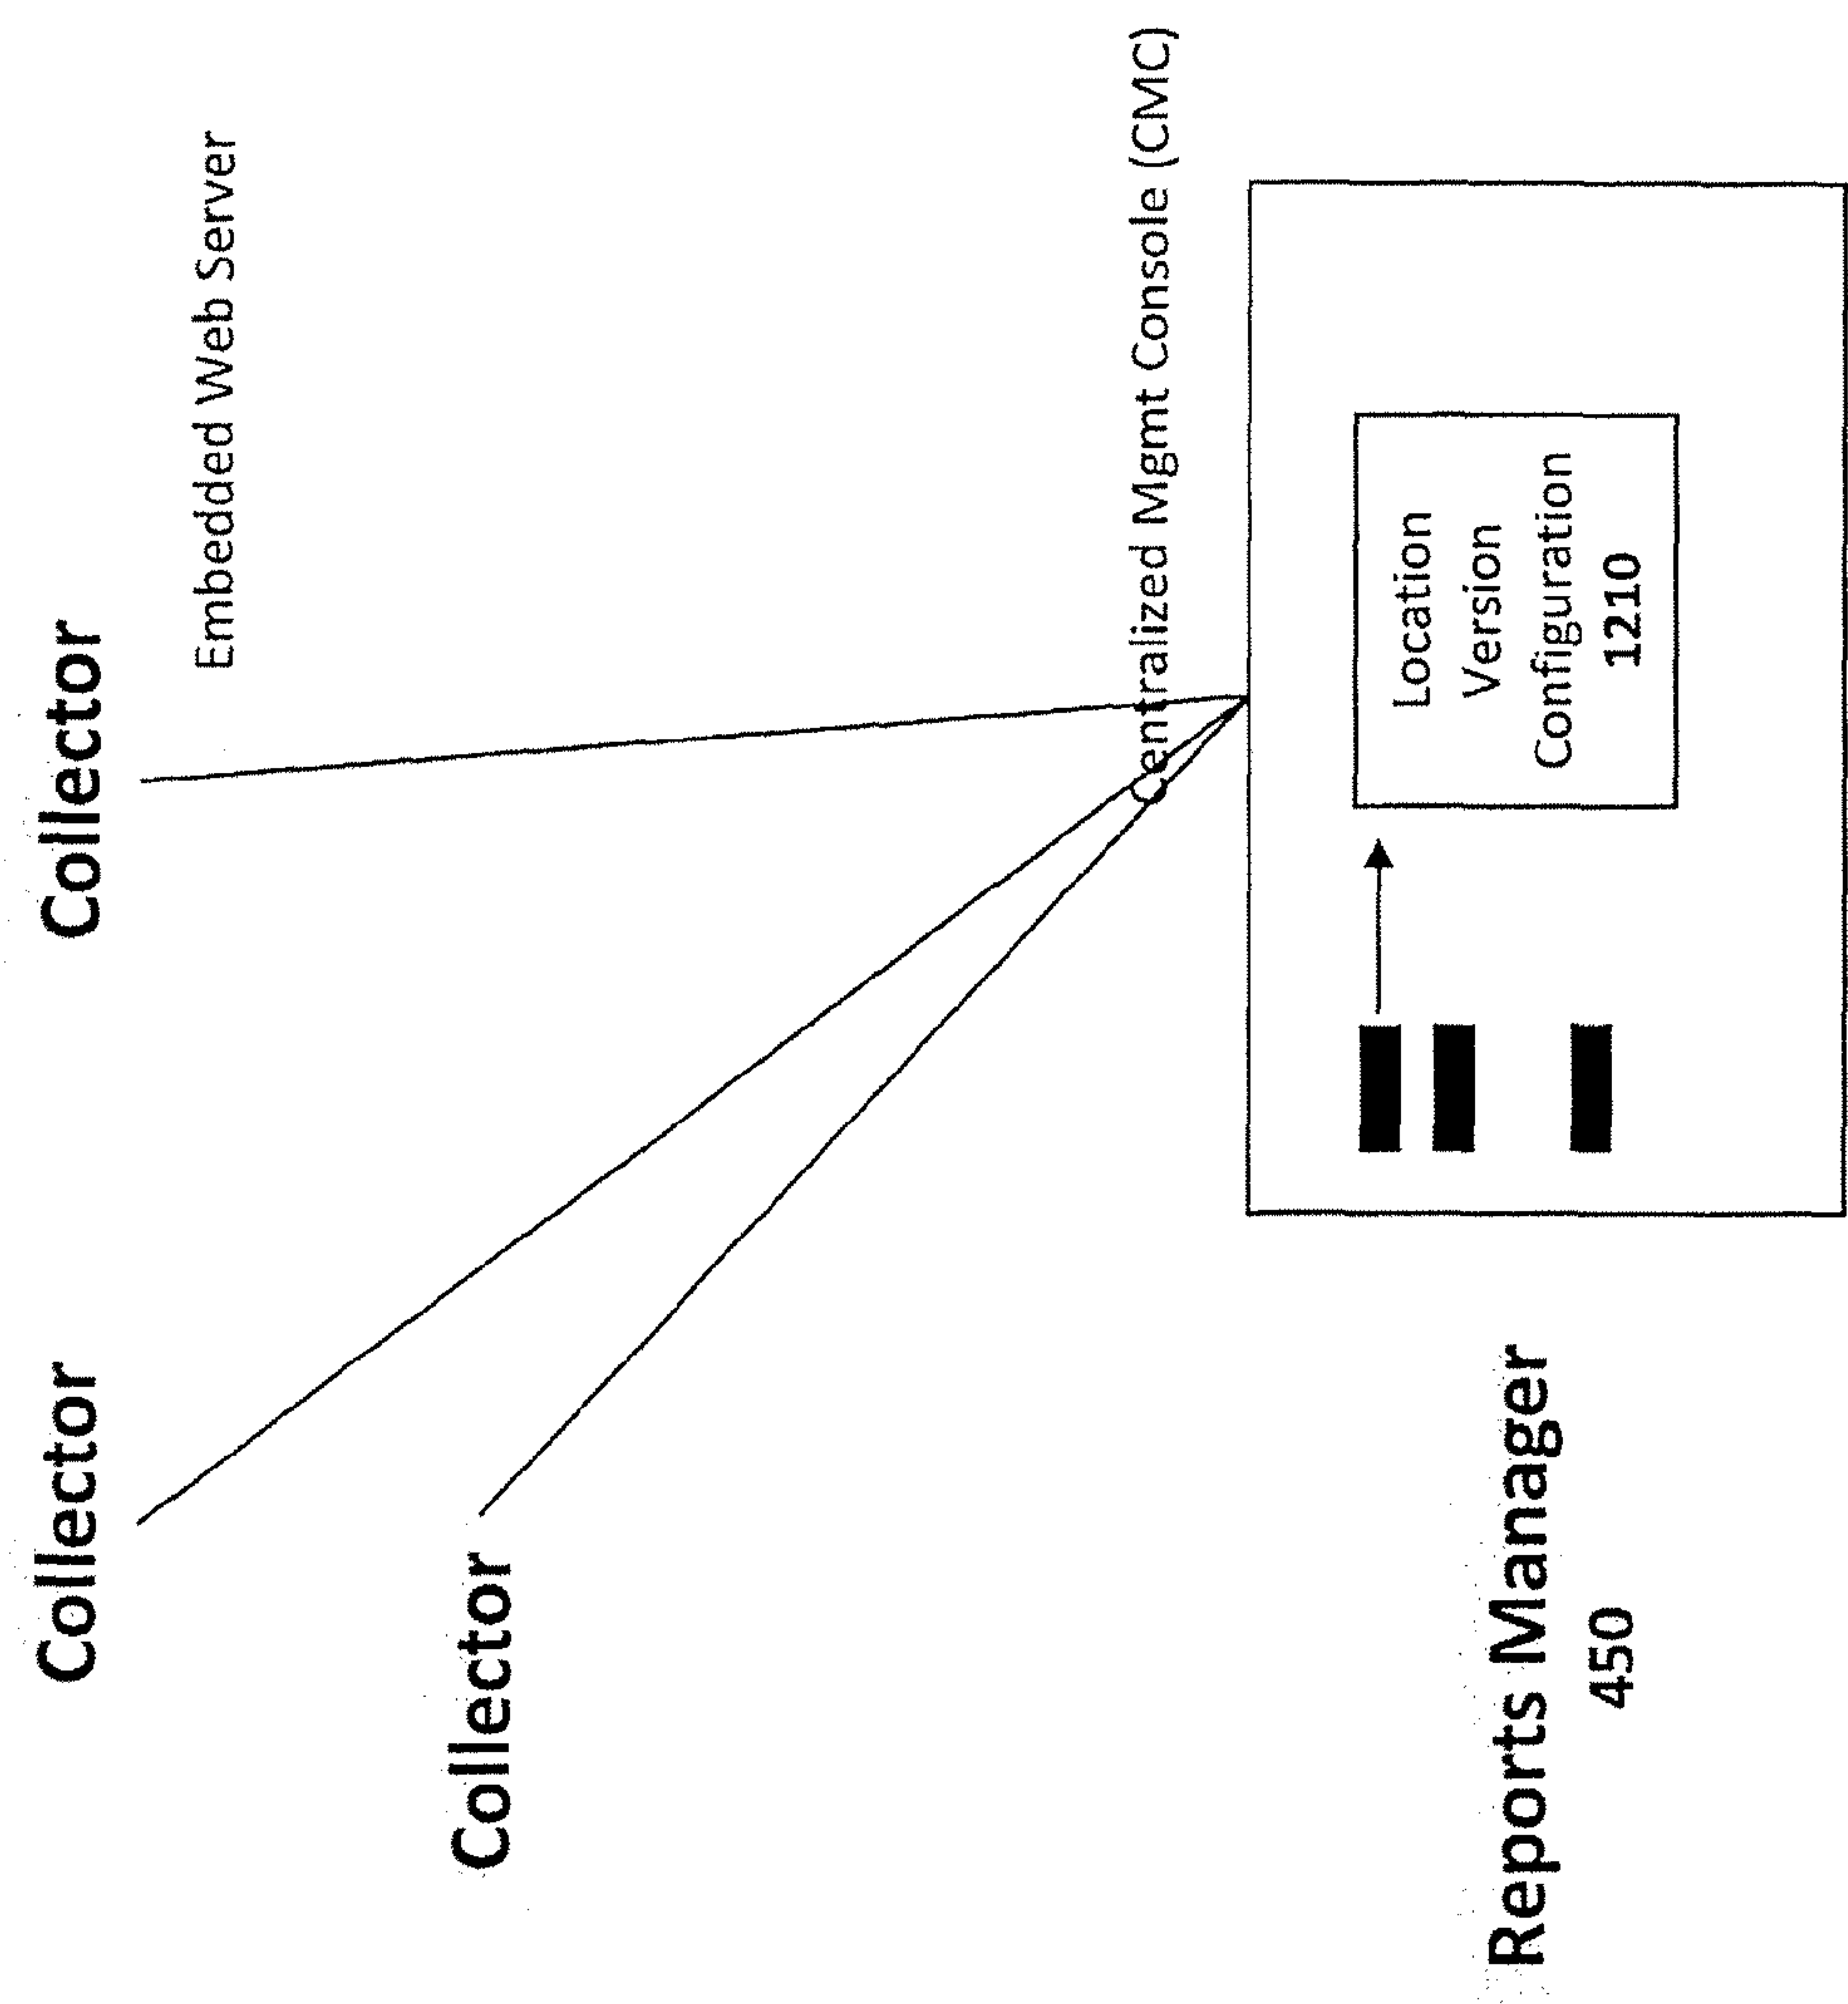 Collector
Collector
Embedded Web Server
Collector
Centralized Mgmt Console (CMC)
Location
Version
Configuration
1210
Reports Manager
450